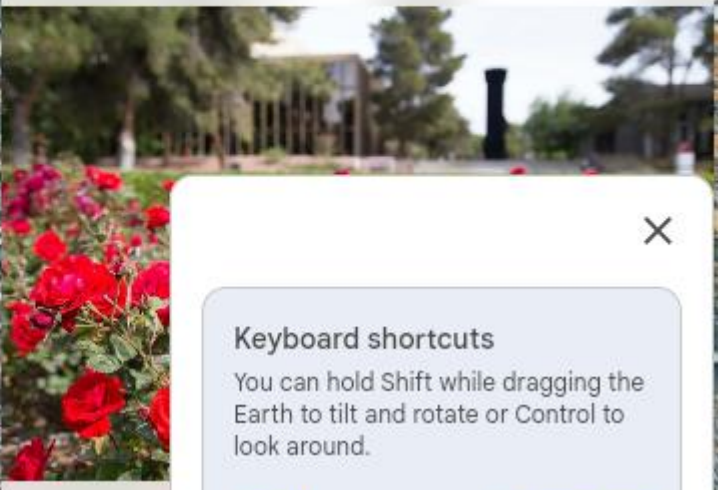 Keyboard shortcuts
You can hold Shift while dragging the
Earth to tilt and rotate or Control to
look around.